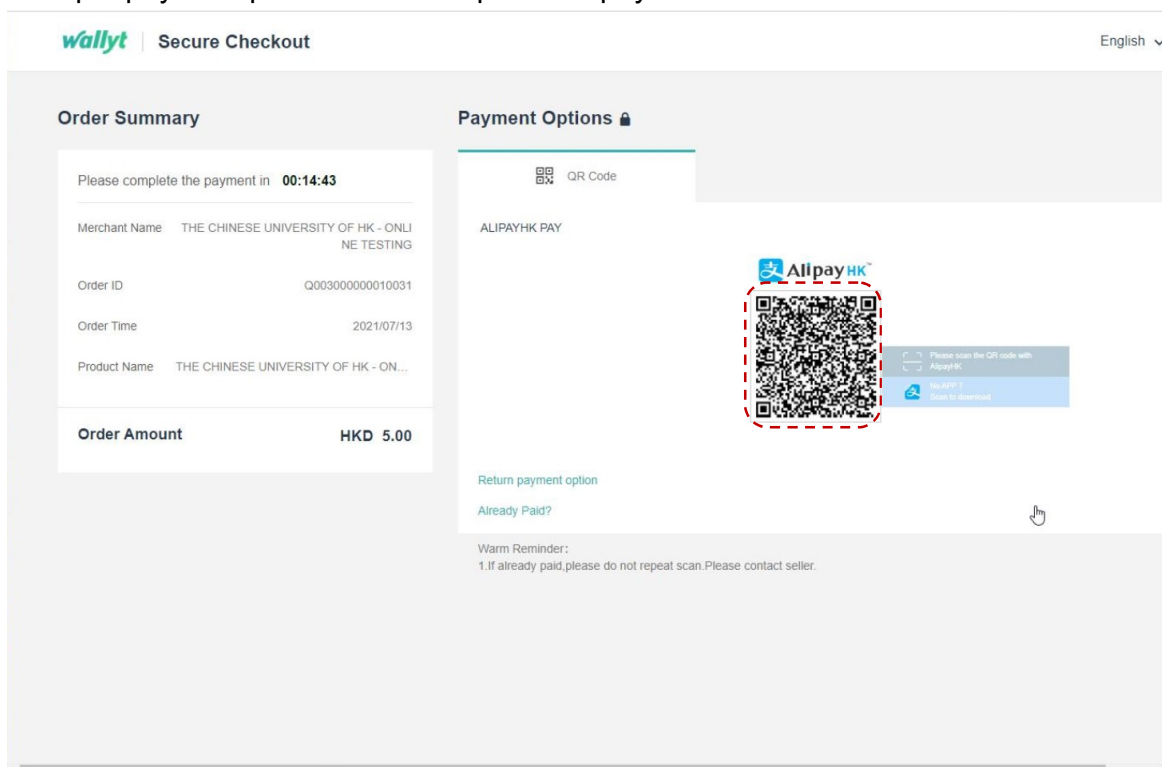 wallyt Secure Checkout
English
Order Summary
Please complete the payment in 00:14:43
Merchant Name THE CHINESE UNIVERSITY OF HK - ONLI
NE TESTING
Order ID Q003000000010031
Order Time 2021/07/13
Product Name THE CHINESE UNIVERSITY OF HK - ON...
Order Amount HKD 5.00
Payment Options
QR Code
ALIPAYHK PAY
支 Alipay HK™
Please scan the QR code with
AlipayHK
No APP ?
Scan to download
Return payment option
Already Paid?
Warm Reminder：
1.If already paid,please do not repeat scan.Please contact seller.